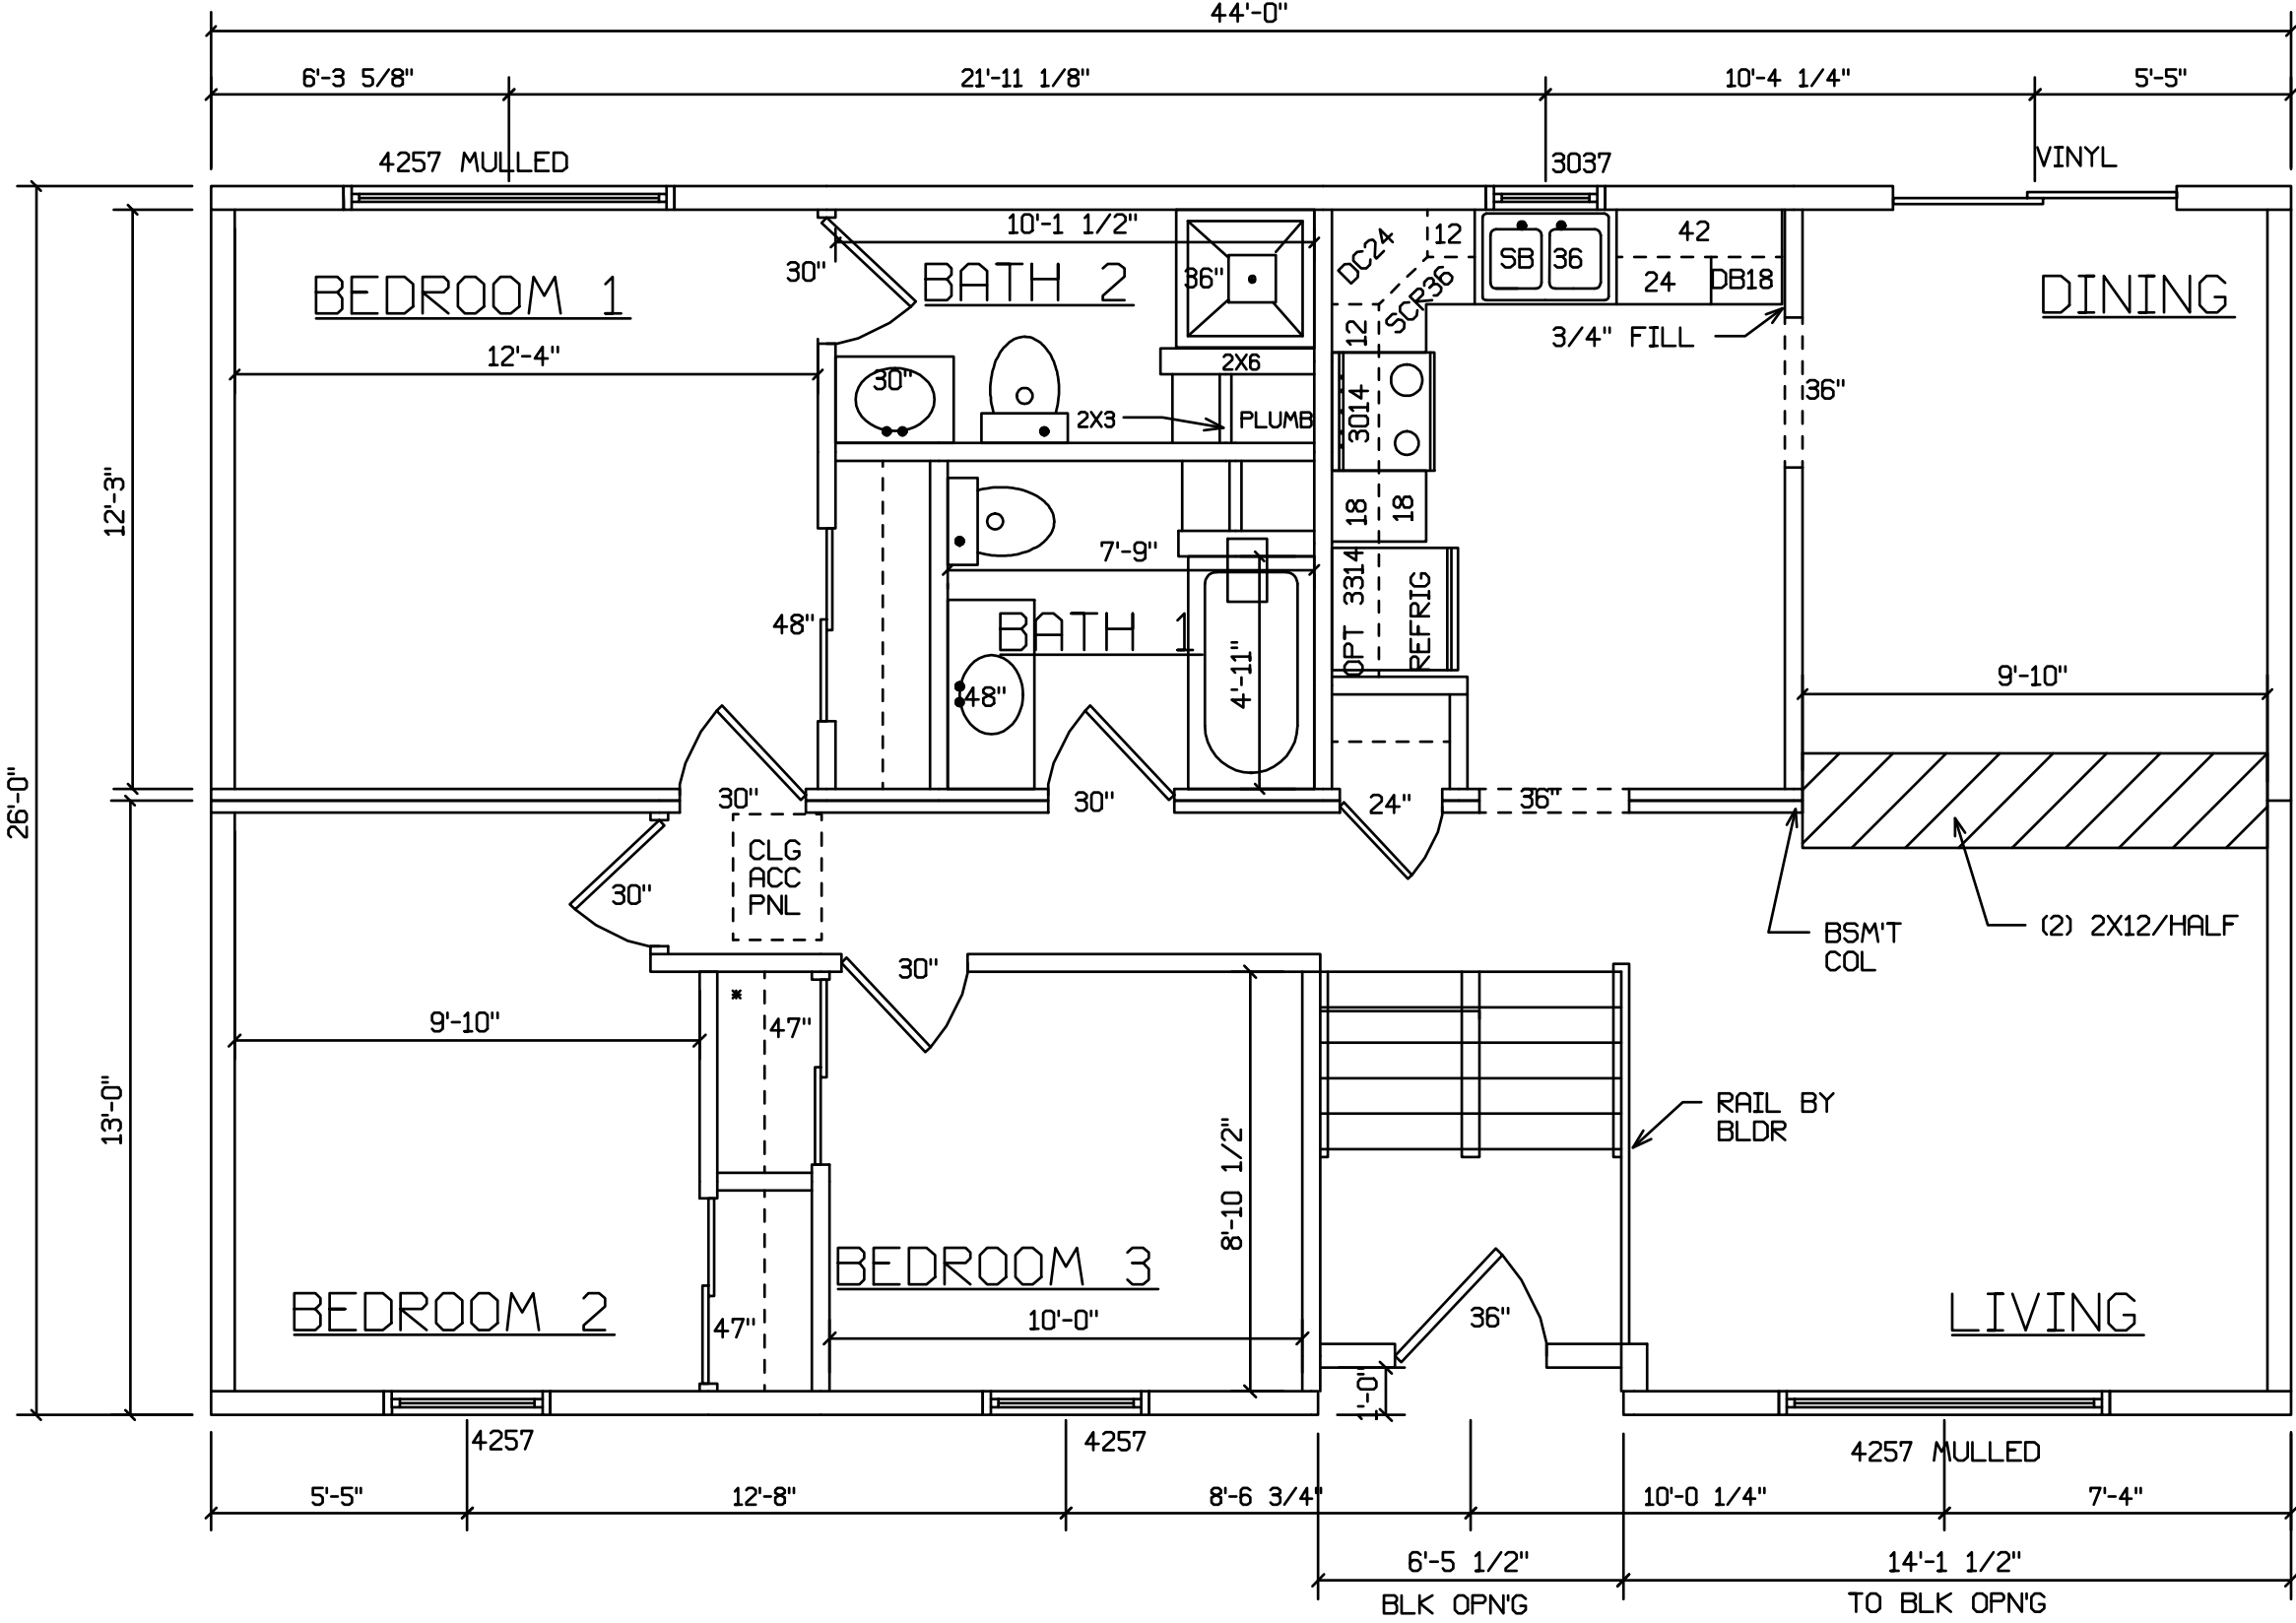 44'-0"
6'-3 5/8"
21'-11 1/8"
10'-4 1/4"
5'-5"
4257 MULLED
3037
VINYL
BEDROOM 1
30"
10'-1 1/2"
BATH 2
36"
DC24
12
SB 36
42
24
DB18
SCR36
DINING
12'-4"
30"
2X6
12
3/4" FILL
36"
2X3
PLUMB
3014
12'-3"
18
18
7'-9"
48"
BATH 1
OPT 3314
REFRIG
4'-11"
48"
9'-10"
26'-0"
30"
30"
24"
36"
CLG
ACC
PNL
30"
BSM'T
COL
(2) 2X12/HALF
30"
*
9'-10"
47"
13'-0"
8'-10 1/2"
RAIL BY
BLDR
BEDROOM 3
BEDROOM 2
47"
10'-0"
36"
LIVING
1'-0"
4257
4257
4257 MULLED
5'-5"
12'-8"
8'-6 3/4"
10'-0 1/4"
7'-4"
6'-5 1/2"
14'-1 1/2"
BLK OPN'G
TO BLK OPN'G